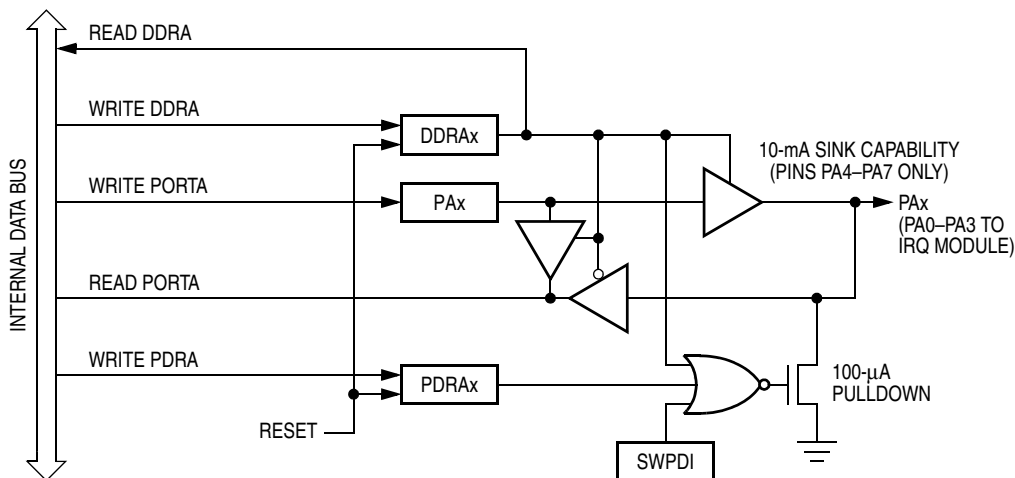 READ DDRA
WRITE DDRA
DDRAx
10-mA SINK CAPABILITY
(PINS PA4–PA7 ONLY)
WRITE PORTA
PAx
PAx
(PA0–PA3 TO
IRQ MODULE)
INTERNAL DATA BUS
READ PORTA
WRITE PDRA
PDRAx
100-μA
PULLDOWN
RESET
SWPDI